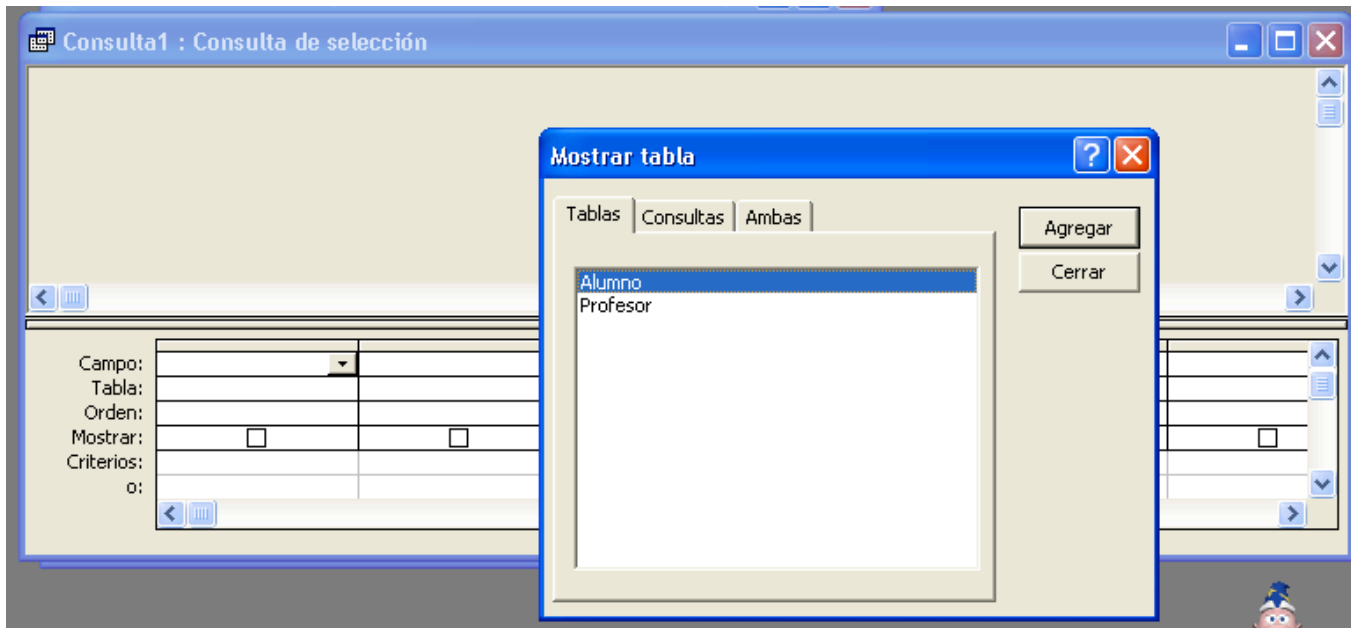 Consulta1 : Consulta de selección
Mostrar tabla
Tablas Consultas Ambas
Agregar
Cerrar
Alumno
Profesor
Campo:
Tabla:
Orden:
Mostrar:
Criterios:
o: